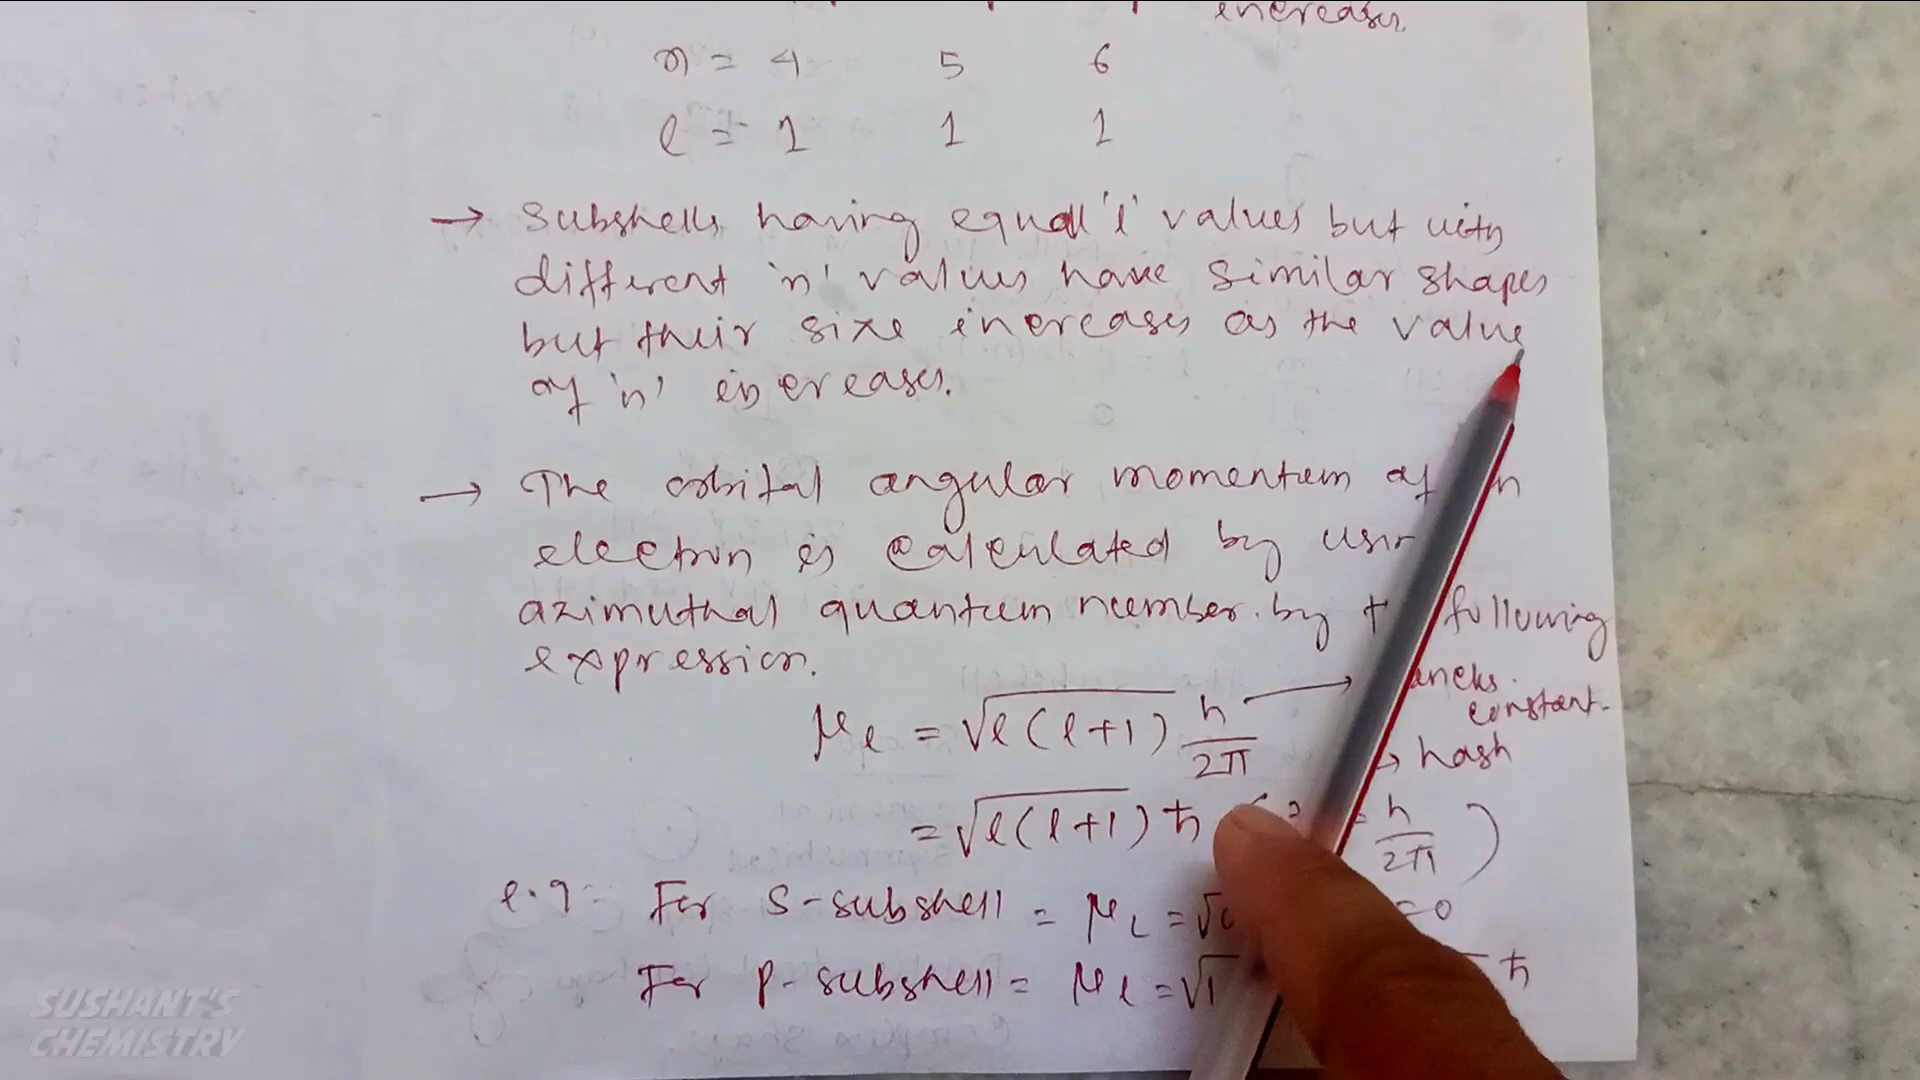 increases.
n = 4 5 6
l = 1 1 1
→ Subshells having equal 'l' values but with
different 'n' values have similar shapes
but their size increases as the value
of 'n' increases.
→ The orbital angular momentum of
electron is calculated by
azimuthal quantum number. by following
expression.
μl = √l(l+1) h/2π →
constant.
→ hash
= √l(l+1) ħ ( = h/2π )
e.g. For S-subshell = μL = √ = 0
For P-subshell = μl = √1 ħ
SUSHANT'S
CHEMISTRY